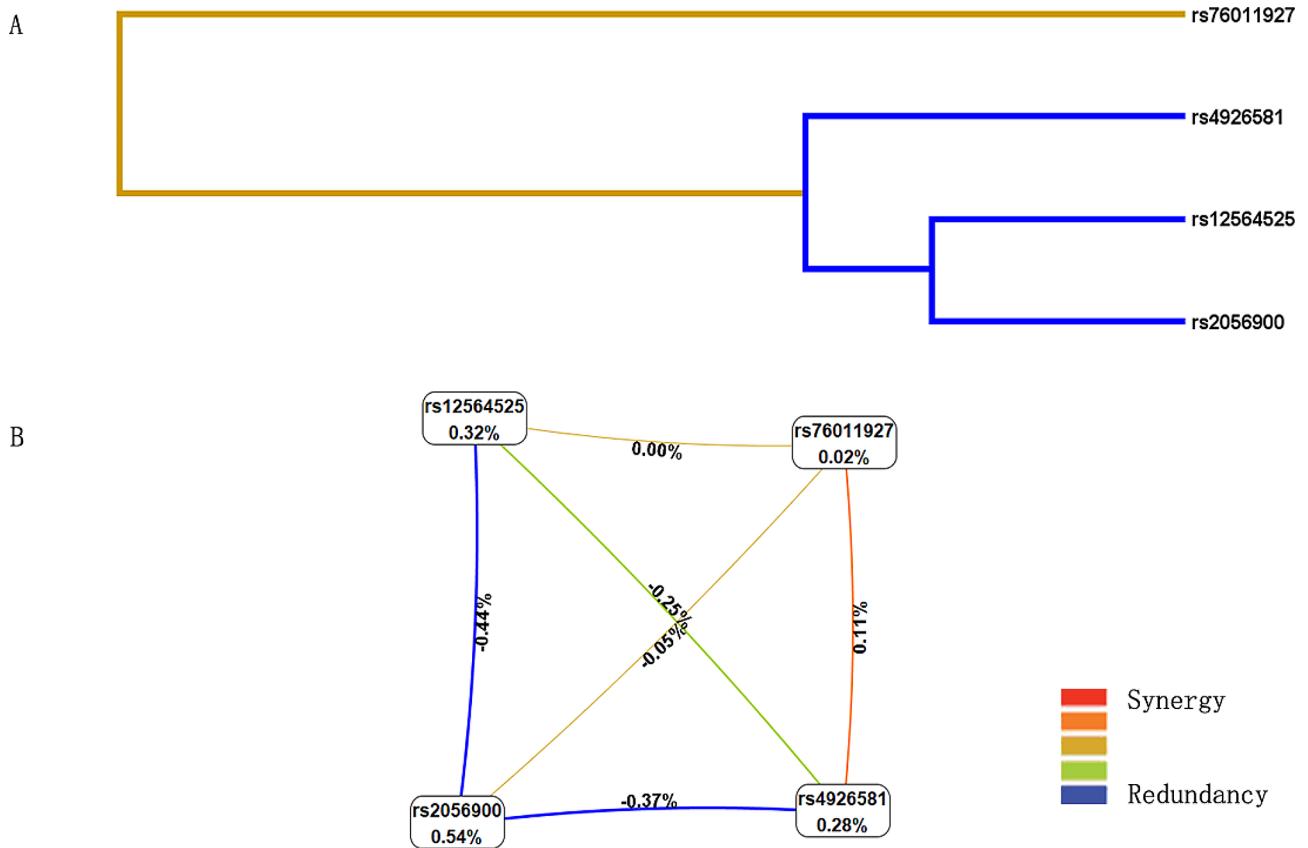 A
rs76011927
rs4926581
rs12564525
rs2056900
B
rs12564525
0.32%
rs76011927
0.02%
0.00%
-0.25%
-0.05%
-0.44%
0.11%
Synergy
Redundancy
rs2056900
0.54%
-0.37%
rs4926581
0.28%